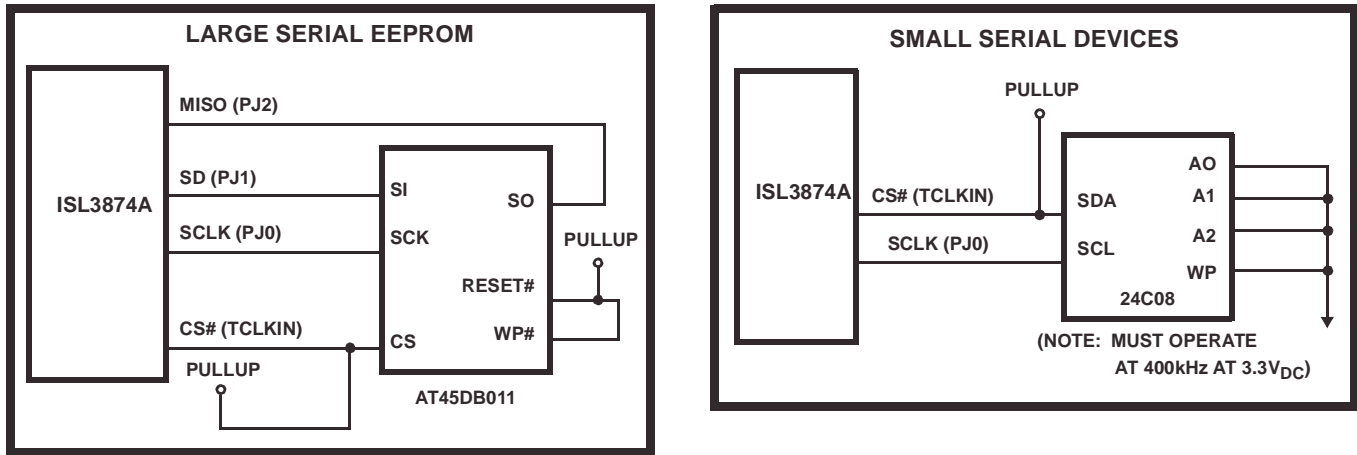 LARGE SERIAL EEPROM
ISL3874A
MISO (PJ2)
SD (PJ1)
SCLK (PJ0)
CS# (TCLKIN)
PULLUP
SI
SCK
CS
SO
RESET#
WP#
PULLUP
AT45DB011
SMALL SERIAL DEVICES
ISL3874A
PULLUP
CS# (TCLKIN)
SCLK (PJ0)
SDA
SCL
AO
A1
A2
WP
24C08
(NOTE: MUST OPERATE
AT 400kHz AT 3.3VDC)